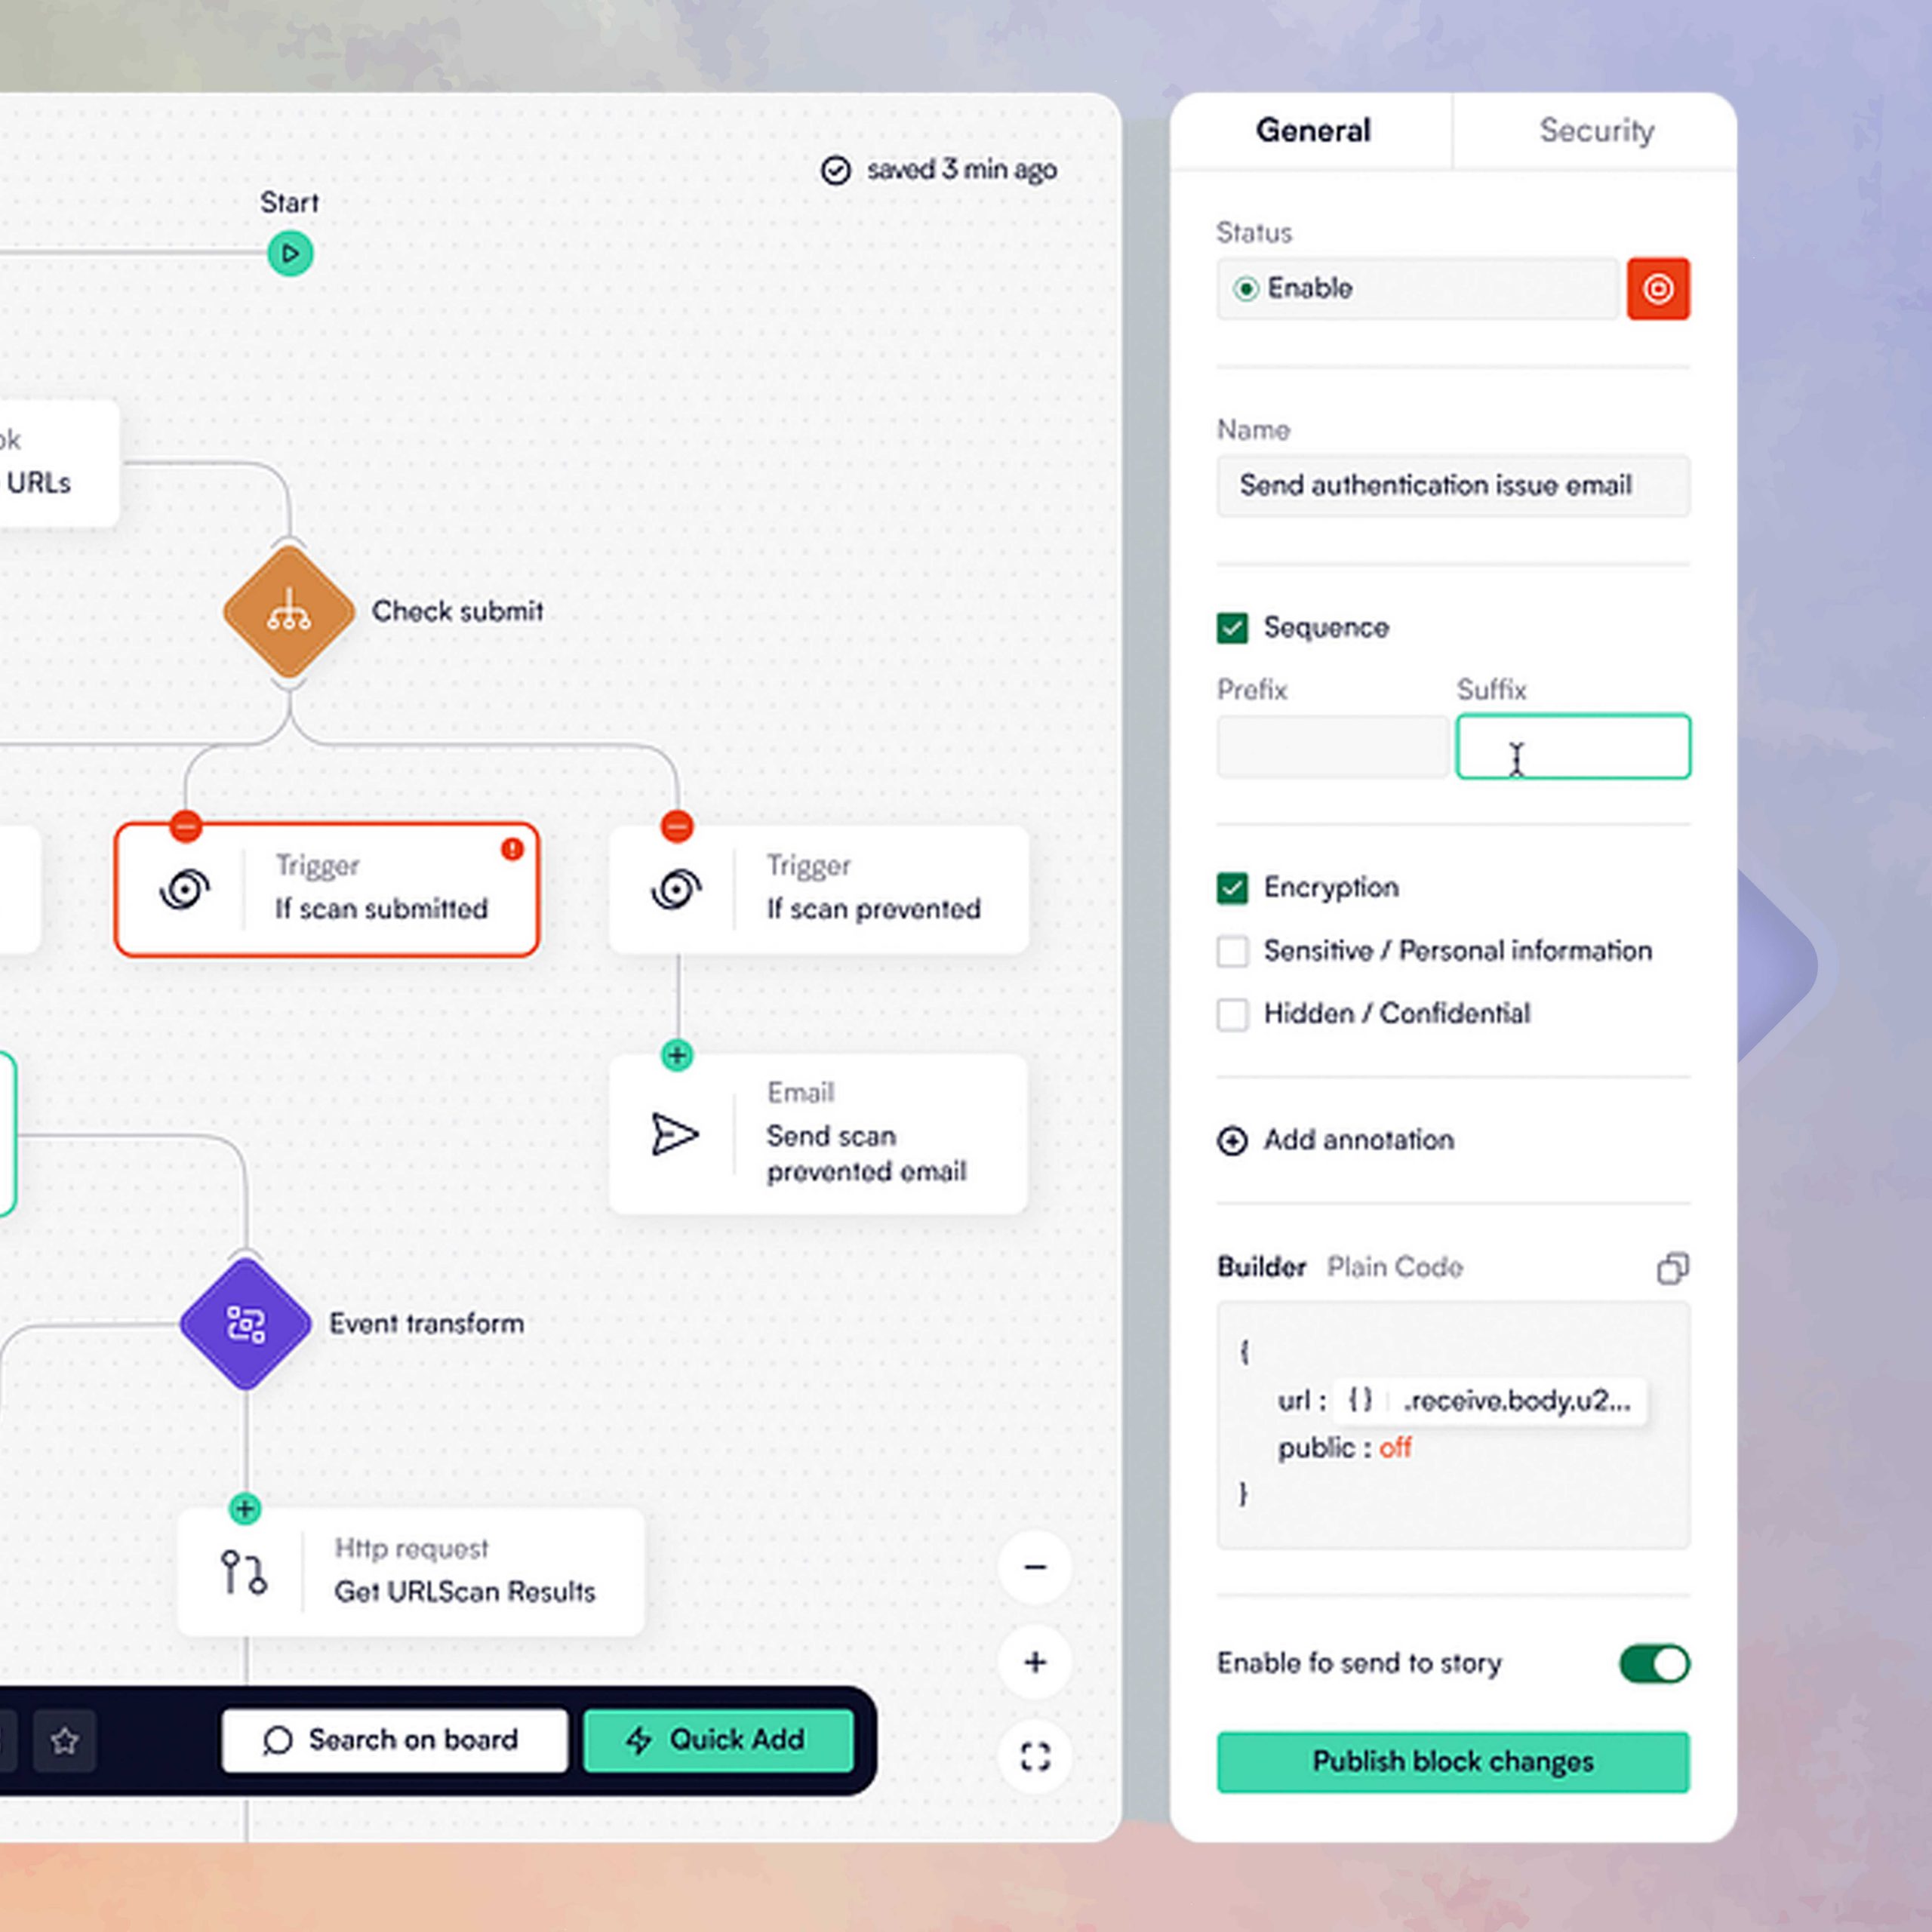 Start
saved 3 min ago
ok
URLs
Check submit
Trigger
If scan submitted
Trigger
If scan prevented
Email
Send scan
prevented email
Event transform
Http request
Get URLScan Results
Search on board
Quick Add
General
Security
Status
Enable
Name
Send authentication issue email
Sequence
Prefix
Suffix
Encryption
Sensitive / Personal information
Hidden / Confidential
Add annotation
Builder
Plain Code
{
url : {} .receive.body.u2...
public : off
}
Enable fo send to story
Publish block changes